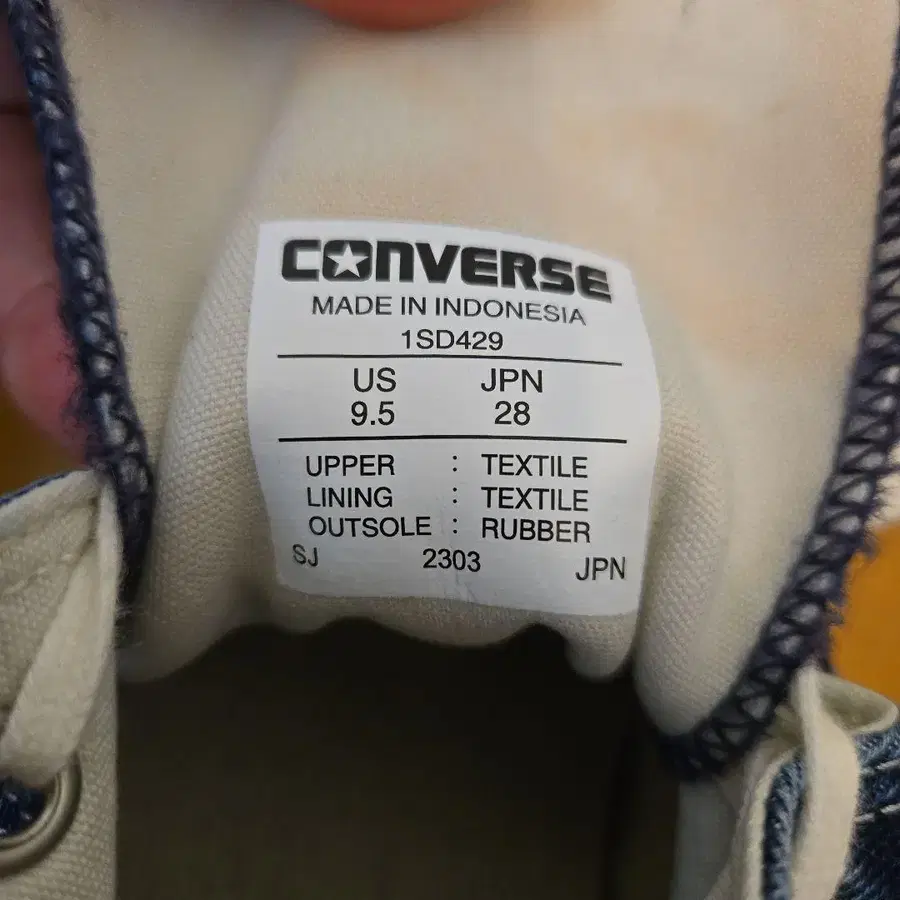 CONVERSE
MADE IN INDONESIA
1SD429
US JPN
9.5 28
UPPER : TEXTILE
LINING : TEXTILE
OUTSOLE : RUBBER
SJ 2303 JPN